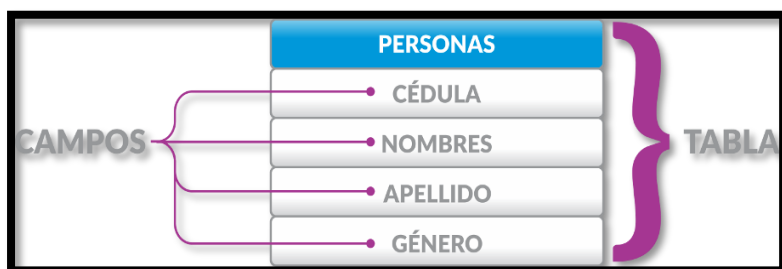 PERSONAS
CÉDULA
CAMPOS
NOMBRES
TABLA
APELLIDO
GÉNERO